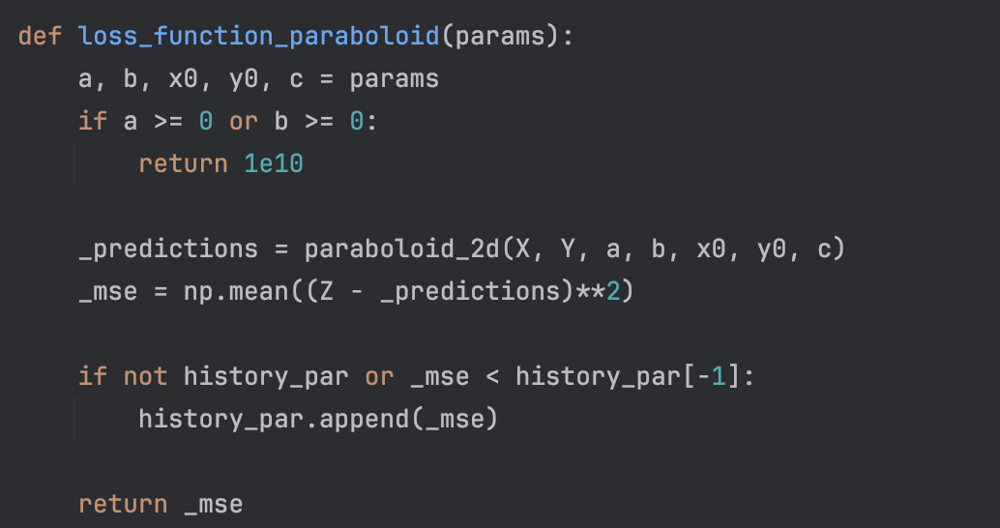 def loss_function_paraboloid(params):
    a, b, x0, y0, c = params
    if a >= 0 or b >= 0:
        return 1e10

    _predictions = paraboloid_2d(X, Y, a, b, x0, y0, c)
    _mse = np.mean((Z - _predictions)**2)

    if not history_par or _mse < history_par[-1]:
        history_par.append(_mse)

    return _mse